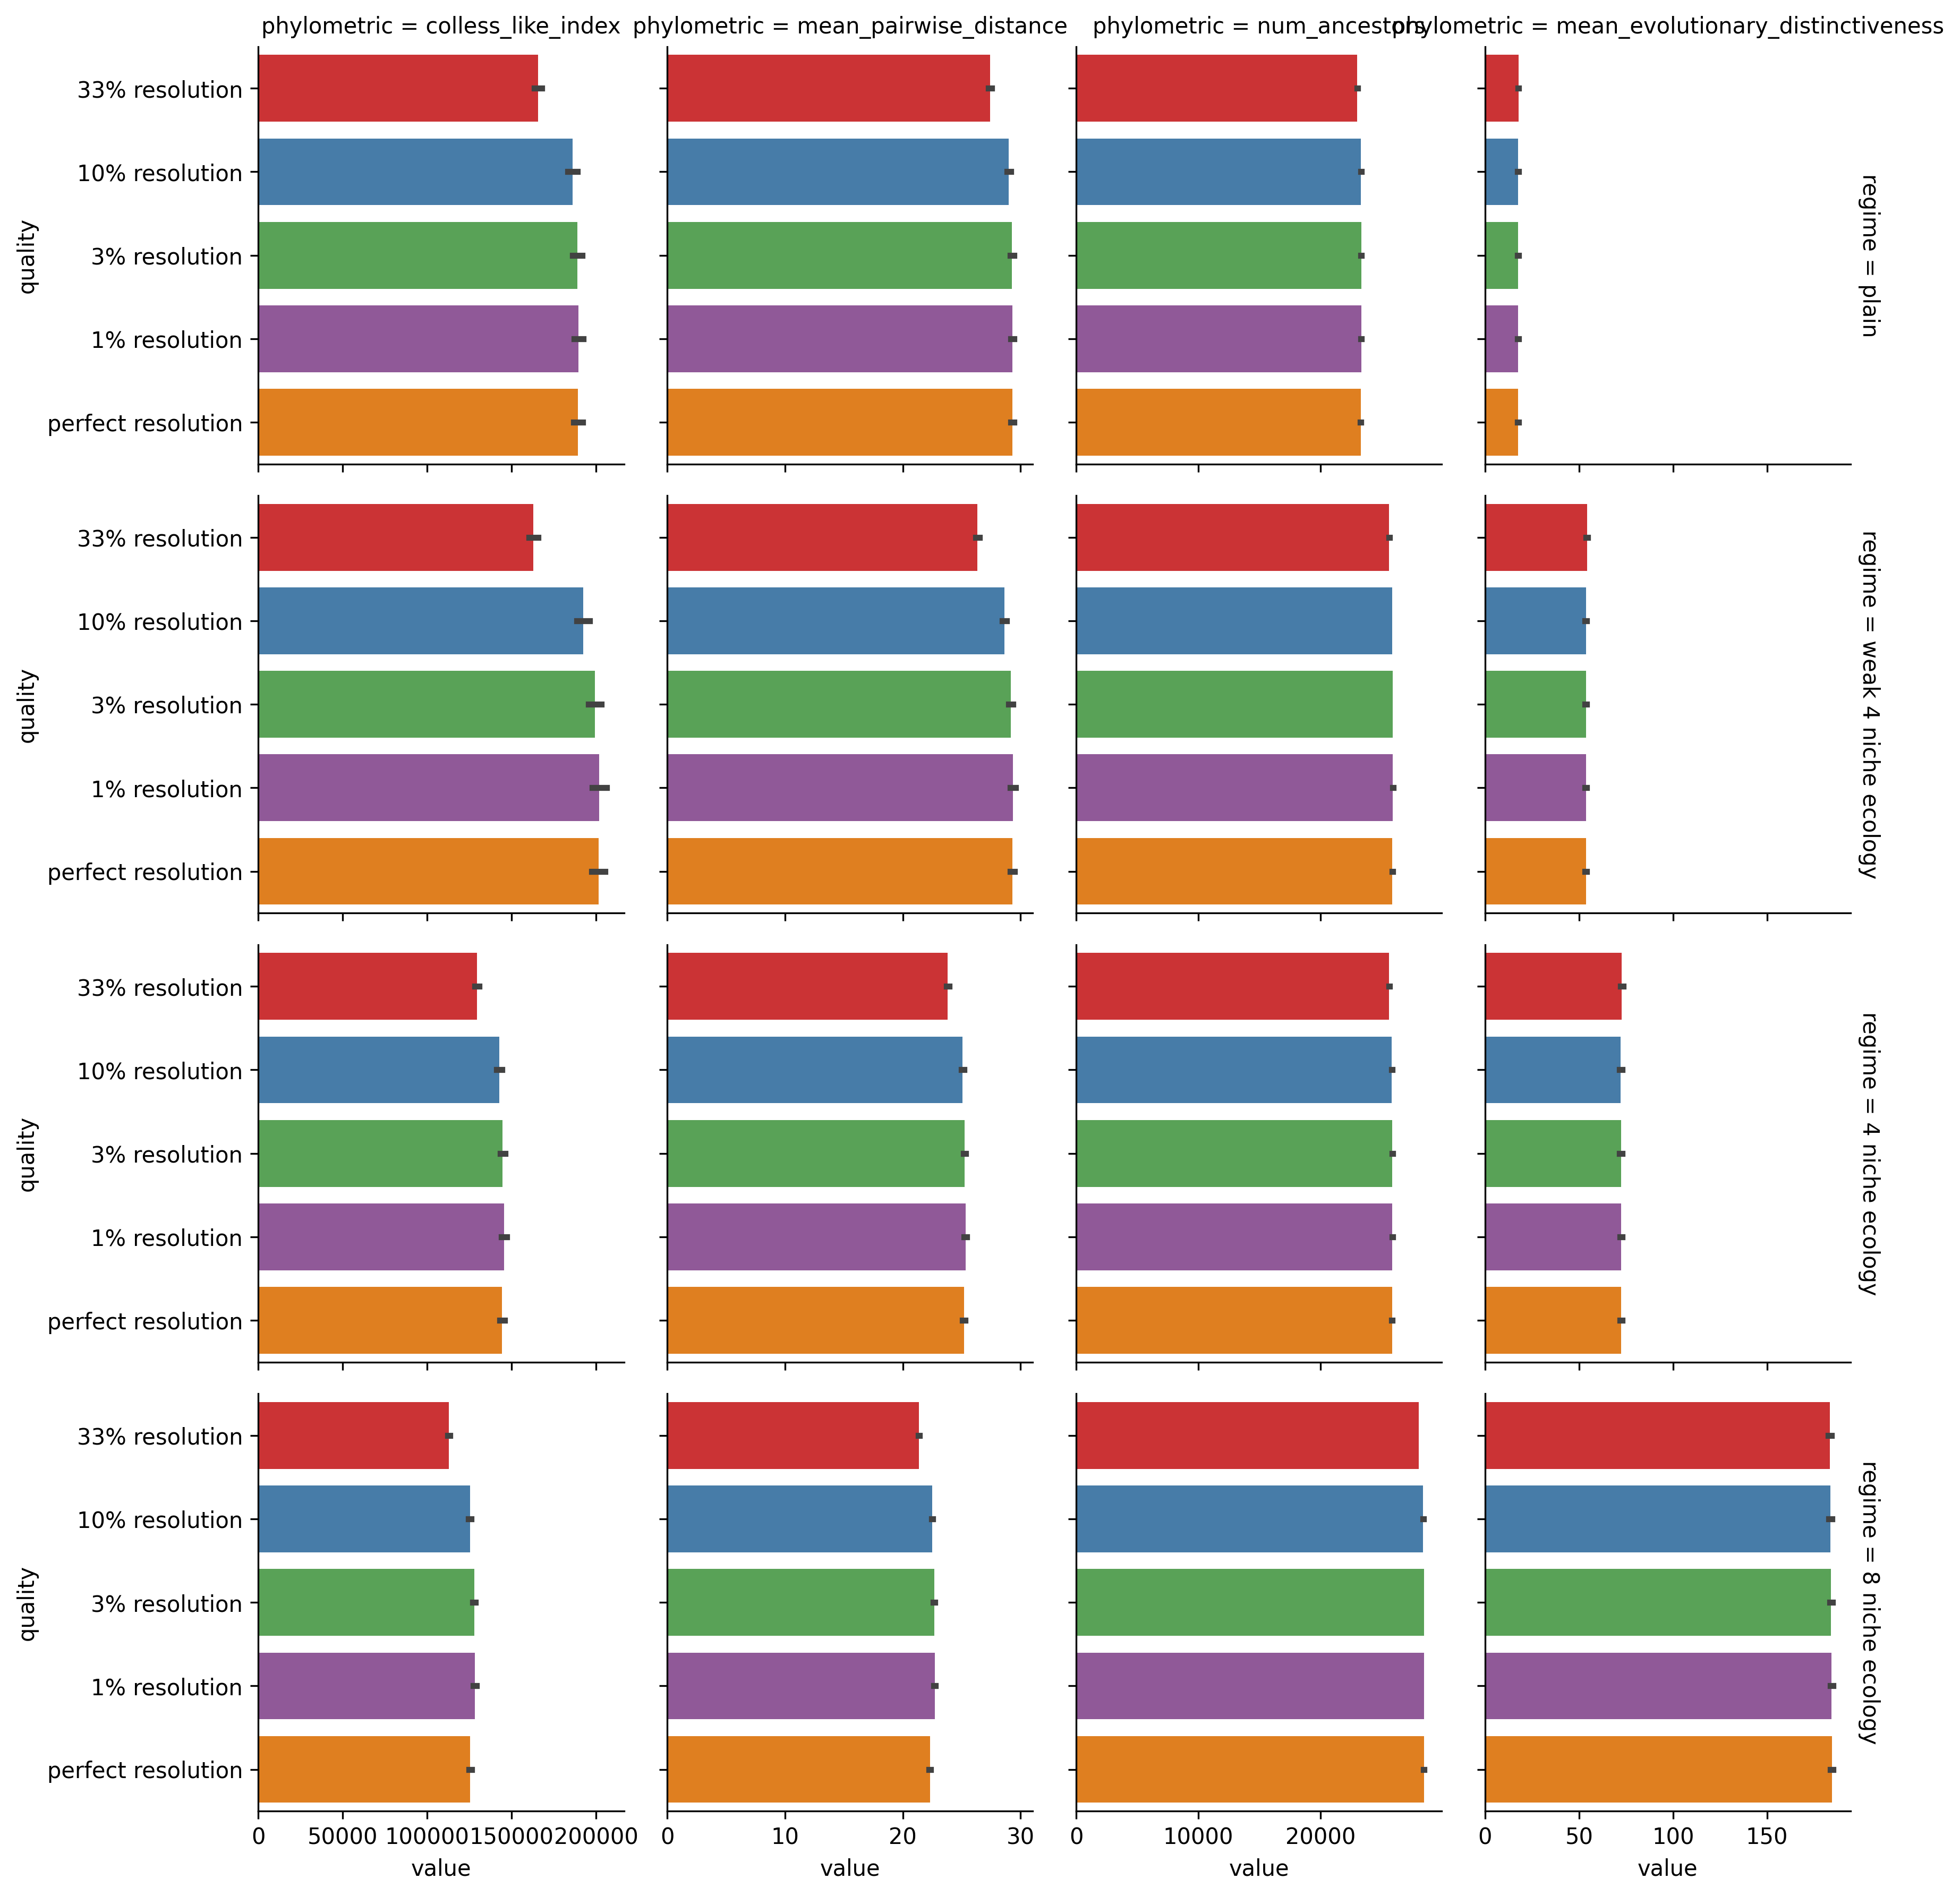 phylometric = colless_like_index
phylometric = mean_pairwise_distance
phylometric = num_ancestors
phylometric = mean_evolutionary_distinctiveness
quality
33% resolution
10% resolution
3% resolution
1% resolution
perfect resolution
regime = plain
quality
33% resolution
10% resolution
3% resolution
1% resolution
perfect resolution
regime = weak 4 niche ecology
quality
33% resolution
10% resolution
3% resolution
1% resolution
perfect resolution
regime = 4 niche ecology
quality
33% resolution
10% resolution
3% resolution
1% resolution
perfect resolution
regime = 8 niche ecology
0 50000 100000 150000 200000
0 10 20 30
0 10000 20000
0 50 100 150
value
value
value
value